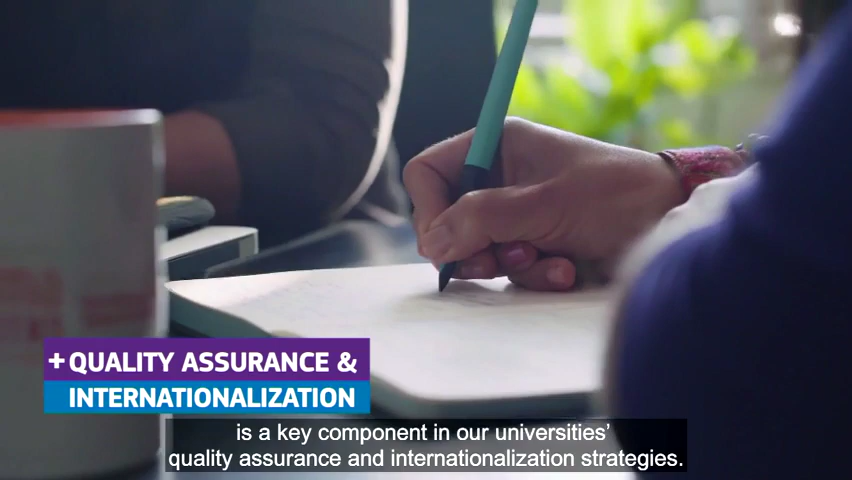 +QUALITY ASSURANCE &
INTERNATIONALIZATION
is a key component in our universities’
quality assurance and internationalization strategies.